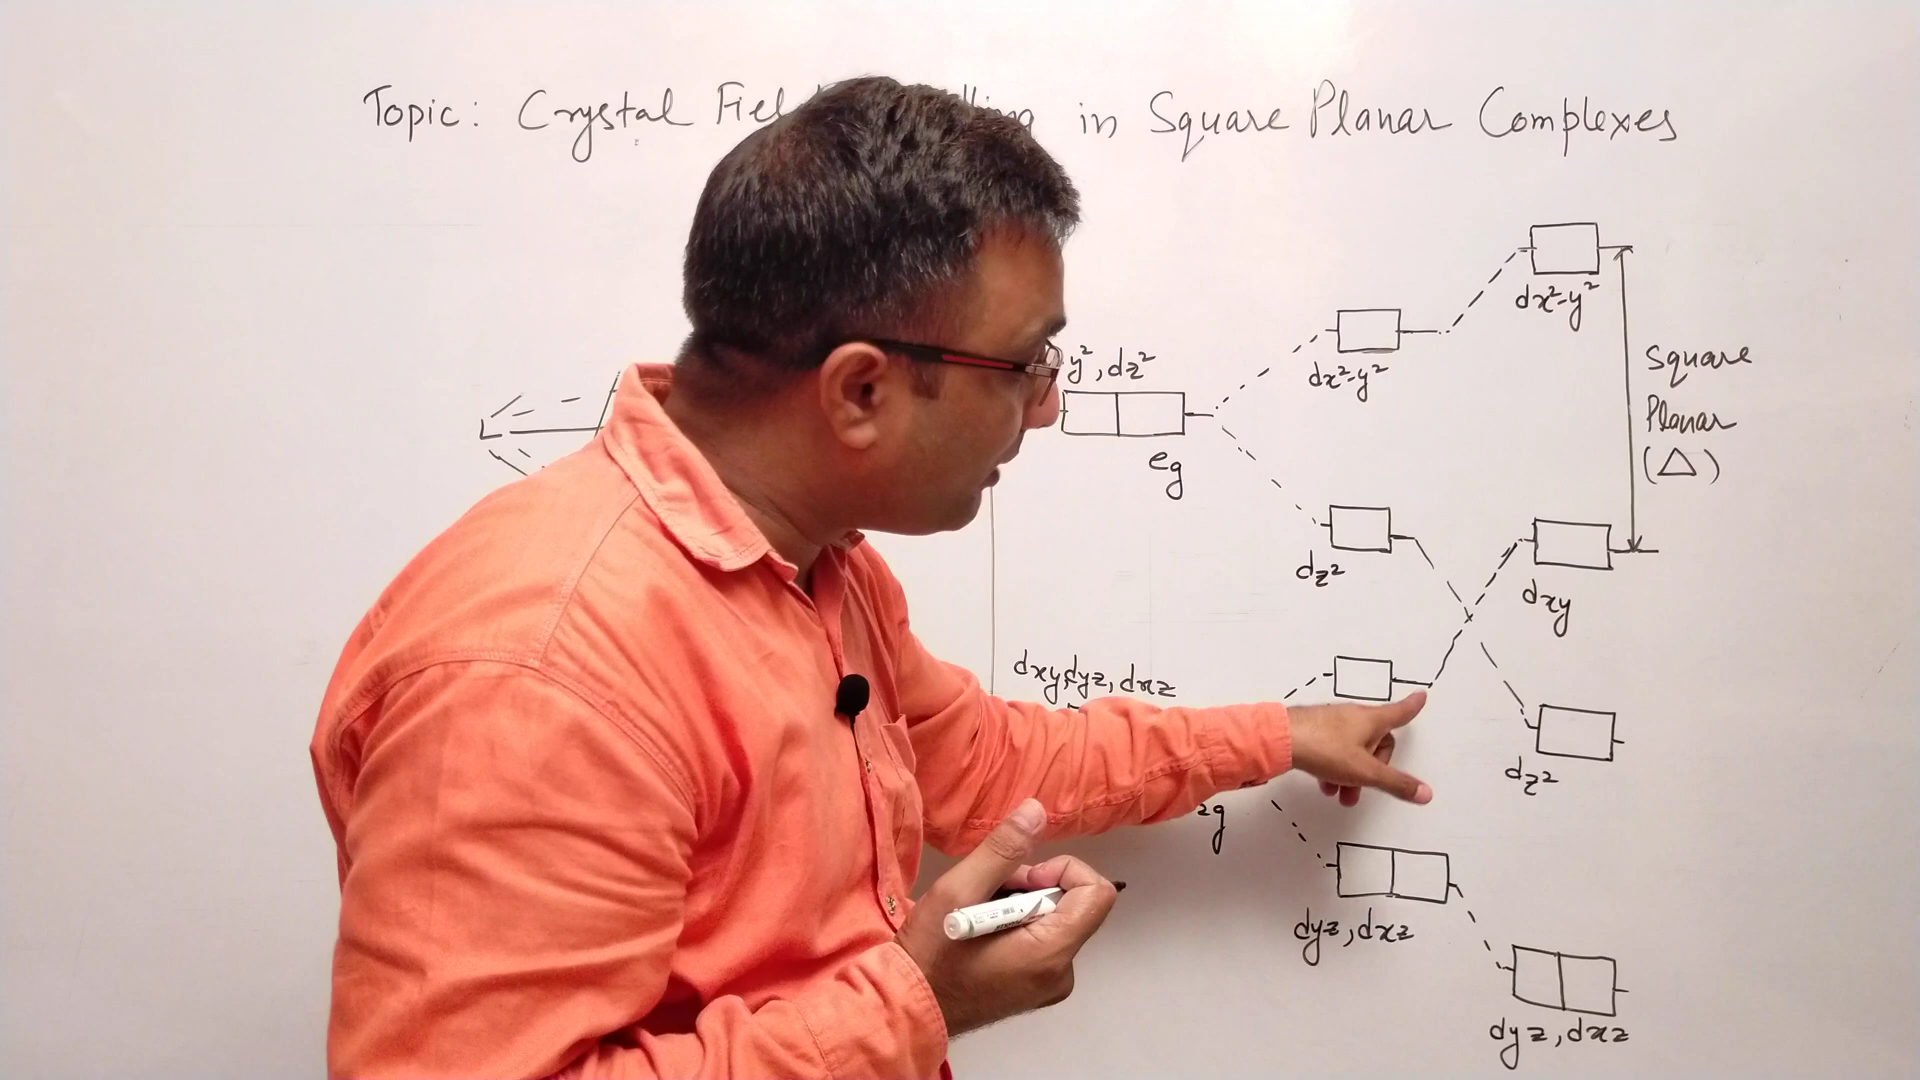 Topic: Crystal in Square Planar Complexes
dx²-y²
y², dz²
dx²-y²
Square
Planar
(△)
eg
dz²
dxy
dxy, dyz, dxz
dz²
2g
dyz, dxz
dyz, dxz